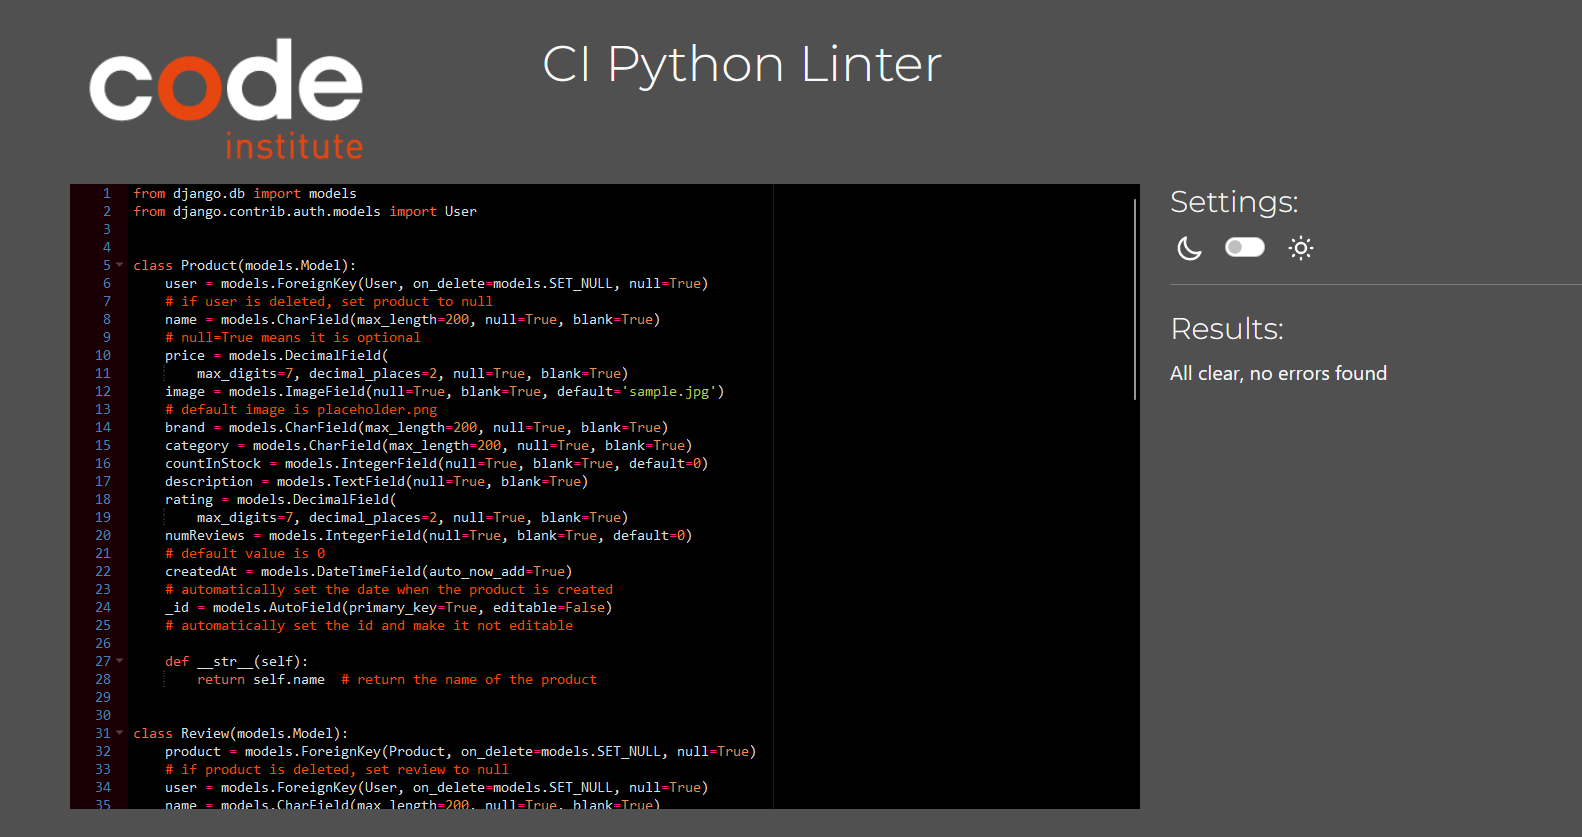 code
institute
CI Python Linter
1 from django.db import models
2 from django.contrib.auth.models import User
3
4
5 class Product(models.Model):
6     user = models.ForeignKey(User, on_delete=models.SET_NULL, null=True)
7     # if user is deleted, set product to null
8     name = models.CharField(max_length=200, null=True, blank=True)
9     # null=True means it is optional
10     price = models.DecimalField(
11         max_digits=7, decimal_places=2, null=True, blank=True)
12     image = models.ImageField(null=True, blank=True, default='sample.jpg')
13     # default image is placeholder.png
14     brand = models.CharField(max_length=200, null=True, blank=True)
15     category = models.CharField(max_length=200, null=True, blank=True)
16     countInStock = models.IntegerField(null=True, blank=True, default=0)
17     description = models.TextField(null=True, blank=True)
18     rating = models.DecimalField(
19         max_digits=7, decimal_places=2, null=True, blank=True)
20     numReviews = models.IntegerField(null=True, blank=True, default=0)
21     # default value is 0
22     createdAt = models.DateTimeField(auto_now_add=True)
23     # automatically set the date when the product is created
24     _id = models.AutoField(primary_key=True, editable=False)
25     # automatically set the id and make it not editable
26
27     def __str__(self):
28         return self.name  # return the name of the product
29
30
31 class Review(models.Model):
32     product = models.ForeignKey(Product, on_delete=models.SET_NULL, null=True)
33     # if product is deleted, set review to null
34     user = models.ForeignKey(User, on_delete=models.SET_NULL, null=True)
35     name = models.CharField(max_length=200, null=True, blank=True)
Settings:
Results:
All clear, no errors found